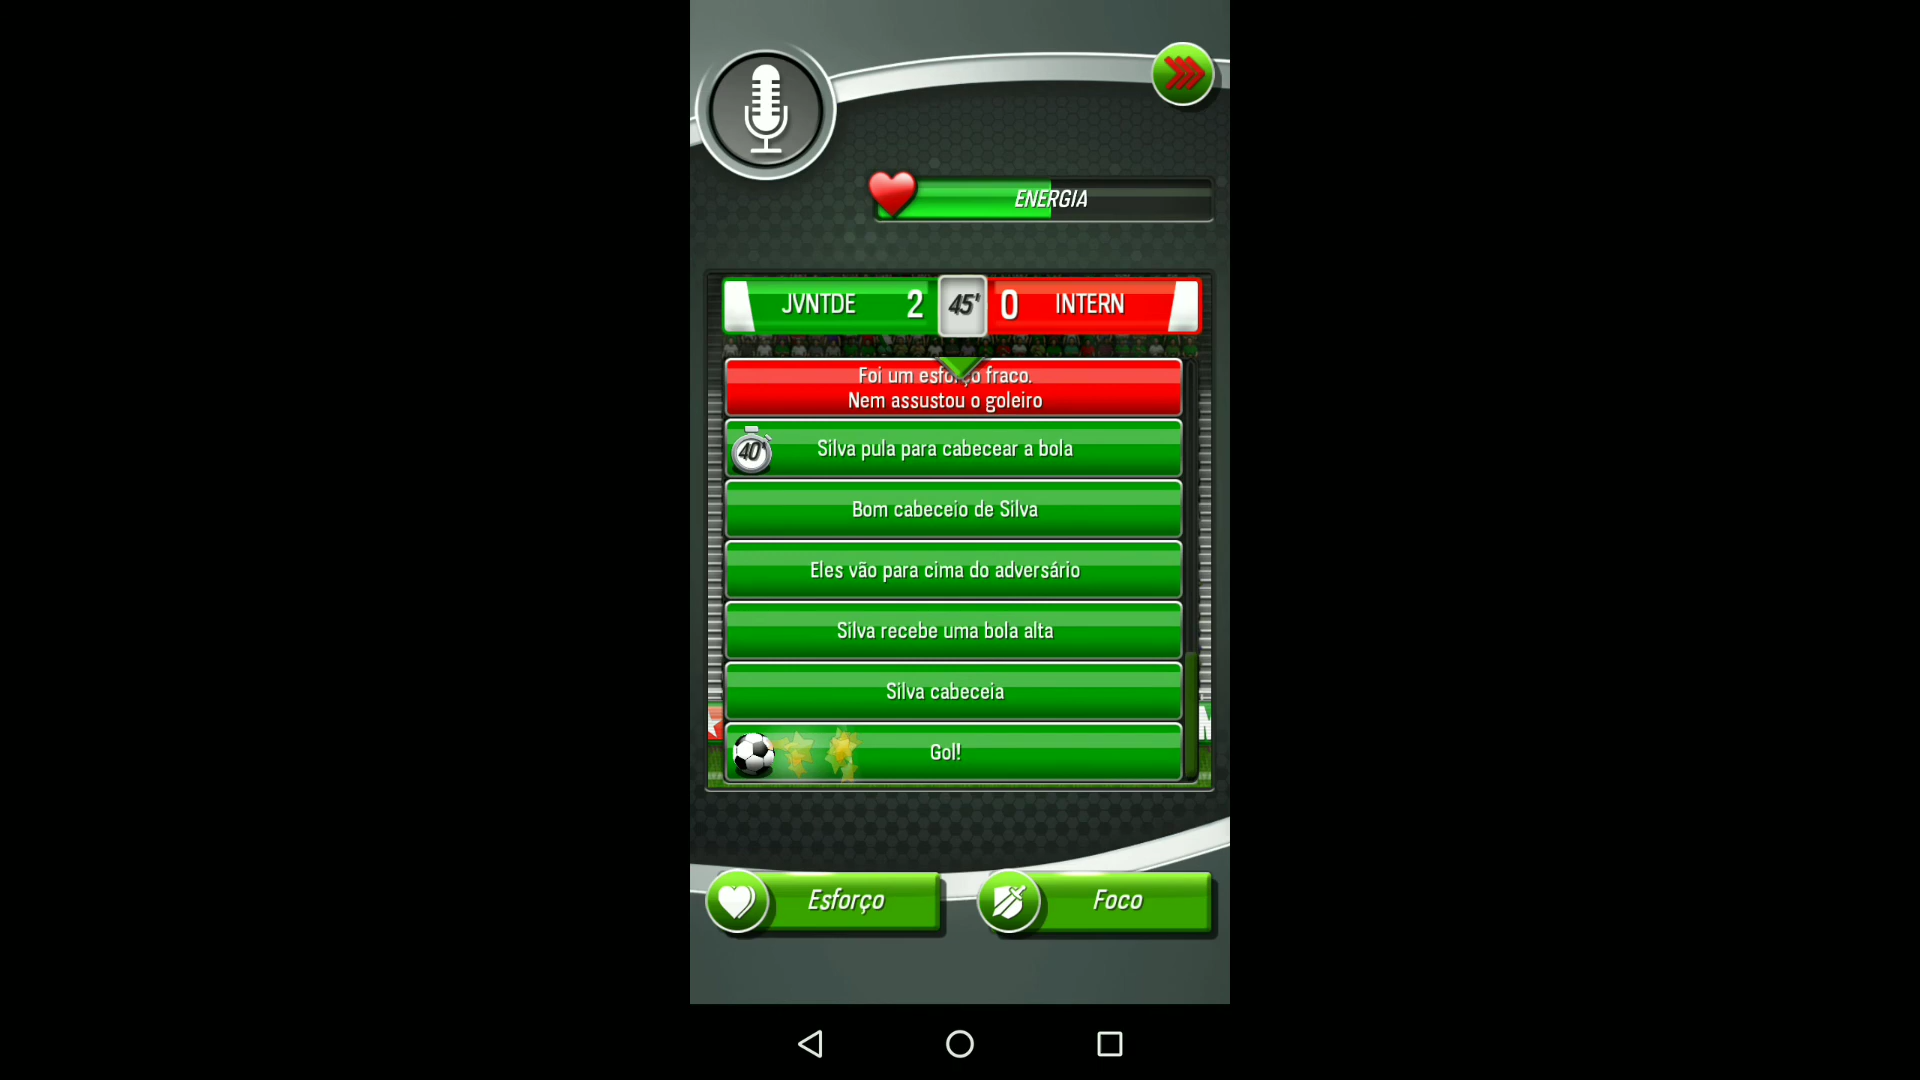 ENERGIA
JVNTDE 2 45' 0 INTERN
Foi um esforço fraco.
Nem assustou o goleiro
40' Silva pula para cabecear a bola
Bom cabeceio de Silva
Eles vão para cima do adversário
Silva recebe uma bola alta
Silva cabeceia
Gol!
Esforço
Foco